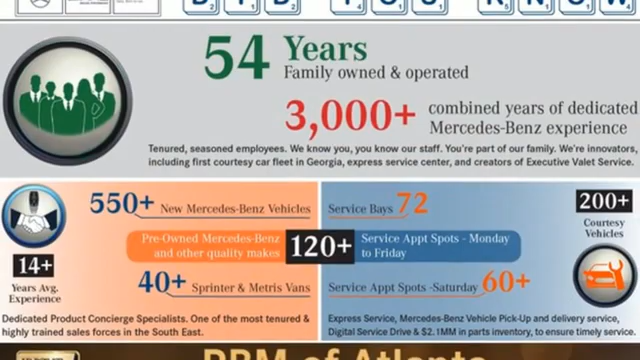 DID YOU KNOW
54 Years
Family owned & operated
3,000+ combined years of dedicated
Mercedes-Benz experience
Tenured, seasoned employees. We know you, you know our staff. You're part of our family. We're innovators,
including first courtesy car fleet in Georgia, express service center, and creators of Executive Valet Service.
14+
Years Avg.
Experience
550+ New Mercedes-Benz Vehicles
Pre-Owned Mercedes-Benz
and other quality makes
120+
40+ Sprinter & Metris Vans
Dedicated Product Concierge Specialists. One of the most tenured &
highly trained sales forces in the South East.
Service Bays 72
Service Appt Spots - Monday
to Friday
Service Appt Spots -Saturday 60+
200+
Courtesy
Vehicles
Express Service, Mercedes-Benz Vehicle Pick-Up and delivery service,
Digital Service Drive & $2.1MM in parts inventory, to ensure timely service.
RBM of Atlanta